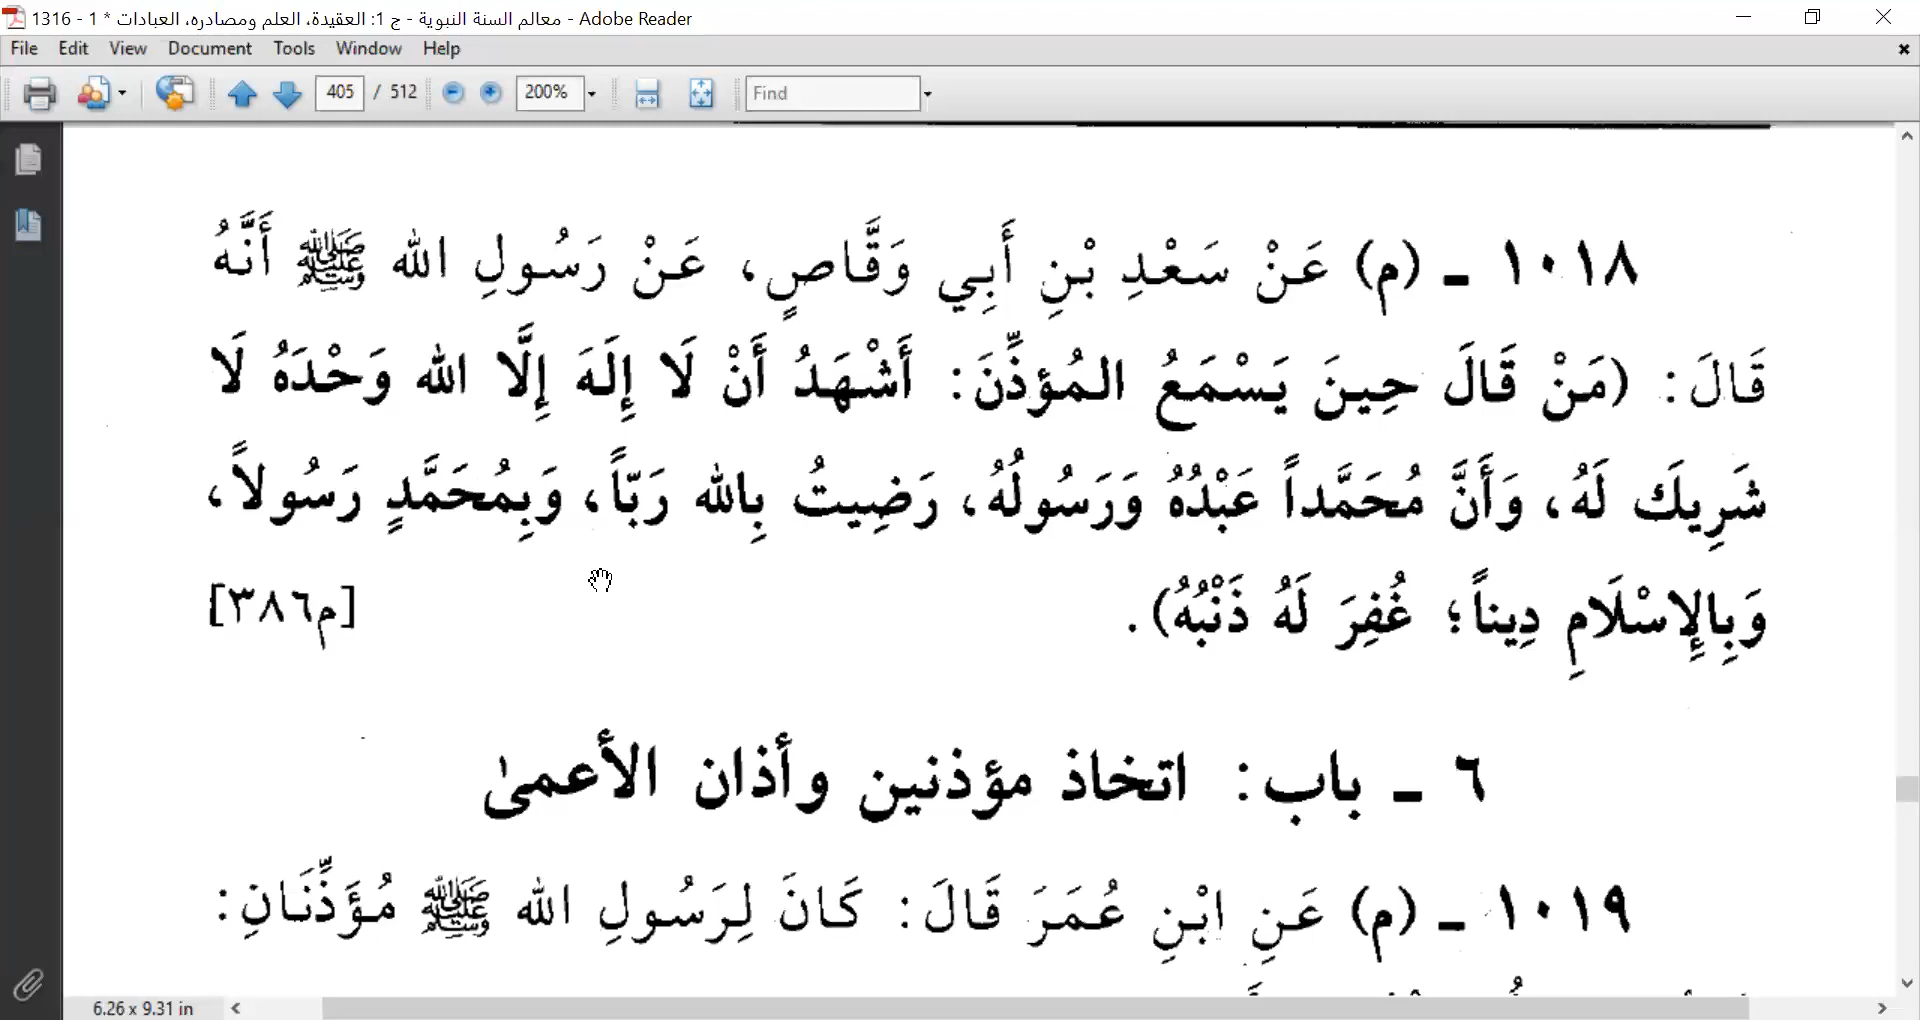 معالم السنة النبوية - ج 1: العقيدة، العلم ومصادره، العبادات * 1 - 1316 - Adobe Reader
File Edit View Document Tools Window Help
405 / 512 200% Find
١٠١٨ ـ (م) عَنْ سَعْدِ بْنِ أَبِي وَقَّاصٍ، عَنْ رَسُولِ الله ﷺ أَنَّهُ
قَالَ: (مَنْ قَالَ حِينَ يَسْمَعُ المُؤذِّنَ: أَشْهَدُ أَنْ لَا إِلَهَ إِلَّا الله وَحْدَهُ لَا
شَرِيكَ لَهُ، وَأَنَّ مُحَمَّداً عَبْدُهُ وَرَسُولُهُ، رَضِيتُ بِالله رَبّاً، وَبِمُحَمَّدٍ رَسُولاً،
وَبِالإِسْلَامِ دِيناً؛ غُفِرَ لَهُ ذَنْبُهُ). [م٣٨٦]
٦ ـ باب: اتخاذ مؤذنين وأذان الأعمىٰ
١٠١٩ ـ (م) عَنِ ابْنِ عُمَرَ قَالَ: كَانَ لِرَسُولِ الله ﷺ مُؤَذِّنَانِ:
6.26 x 9.31 in